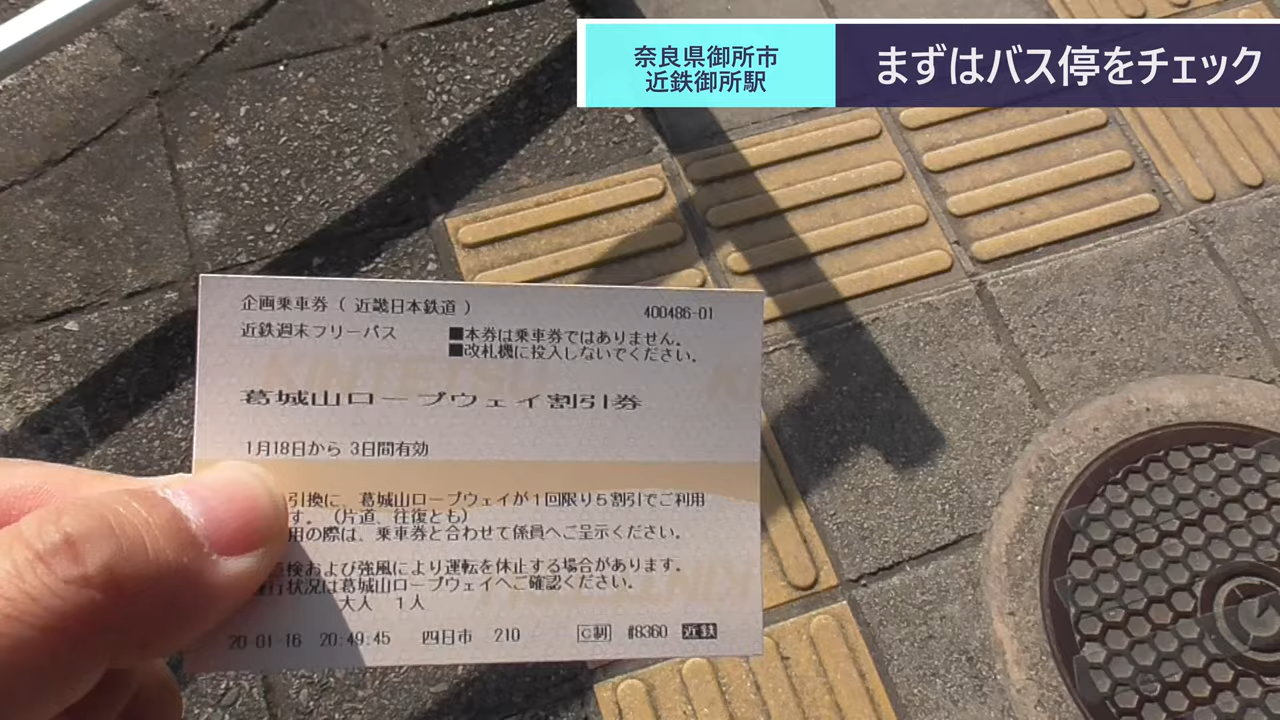 奈良県御所市
近鉄御所駅
まずはバス停をチェック
企画乗車券（ 近畿日本鉄道 ）
400486-01
近鉄週末フリーパス
■本券は乗車券ではありません。
■改札機に投入しないでください。
葛城山ロープウェイ割引券
1月18日から 3日間有効
引換に、葛城山ロープウェイが1回限り5割引でご利用
す。（片道、往復とも）
用の際は、乗車券と合わせて係員へご呈示ください。
検および強風により運転を休止する場合があります。
行状況は葛城山ロープウェイへご確認ください。
大人 1人
20-01-16 20:49:45 四日市 210 C制 #8360 近鉄